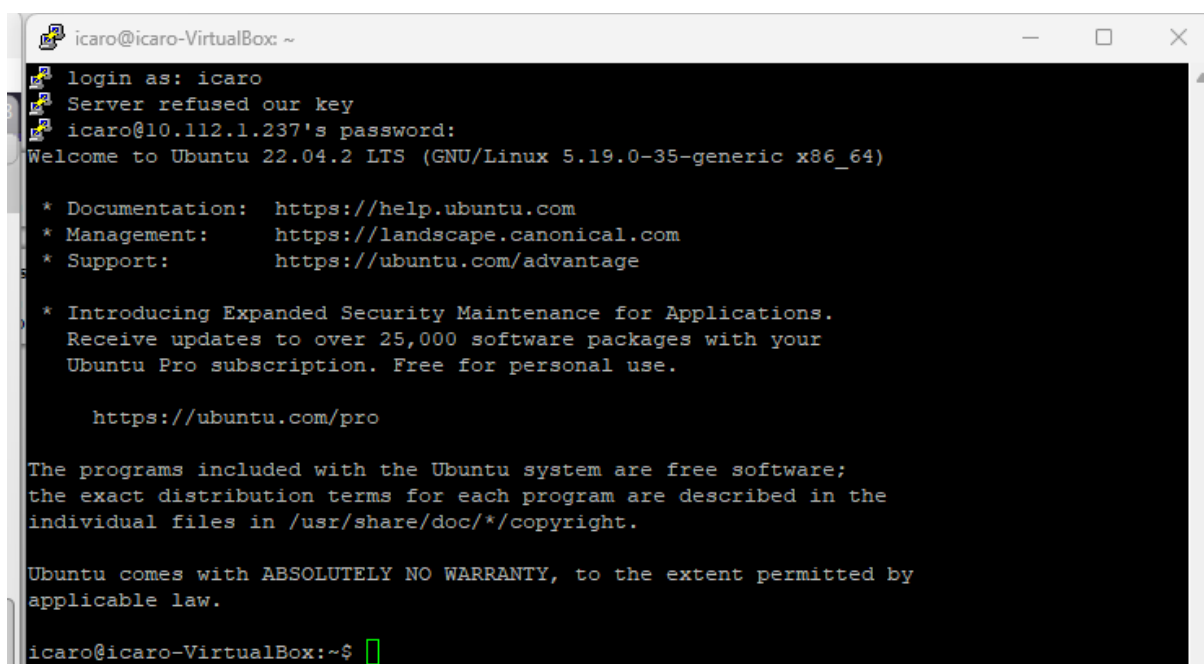 icaro@icaro-VirtualBox: ~
login as: icaro
Server refused our key
icaro@10.112.1.237's password:
Welcome to Ubuntu 22.04.2 LTS (GNU/Linux 5.19.0-35-generic x86_64)
* Documentation: https://help.ubuntu.com
* Management: https://landscape.canonical.com
* Support: https://ubuntu.com/advantage
* Introducing Expanded Security Maintenance for Applications.
Receive updates to over 25,000 software packages with your
Ubuntu Pro subscription. Free for personal use.
https://ubuntu.com/pro
The programs included with the Ubuntu system are free software;
the exact distribution terms for each program are described in the
individual files in /usr/share/doc/*/copyright.
Ubuntu comes with ABSOLUTELY NO WARRANTY, to the extent permitted by
applicable law.
icaro@icaro-VirtualBox:~$